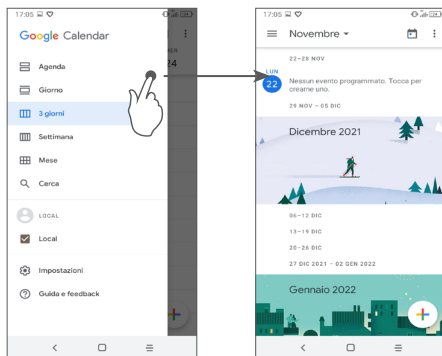 17:05
Google Calendar
Agenda
Giorno
3 giorni
Settimana
Mese
Cerca
LOCAL
Local
Impostazioni
Guida e feedback
24
17:05
Novembre
22–28 NOV
LUN
22
Nessun evento programmato. Tocca per
crearne uno.
29 NOV – 05 DIC
Dicembre 2021
06–12 DIC
13–19 DIC
20–26 DIC
27 DIC 2021 – 02 GEN 2022
Gennaio 2022